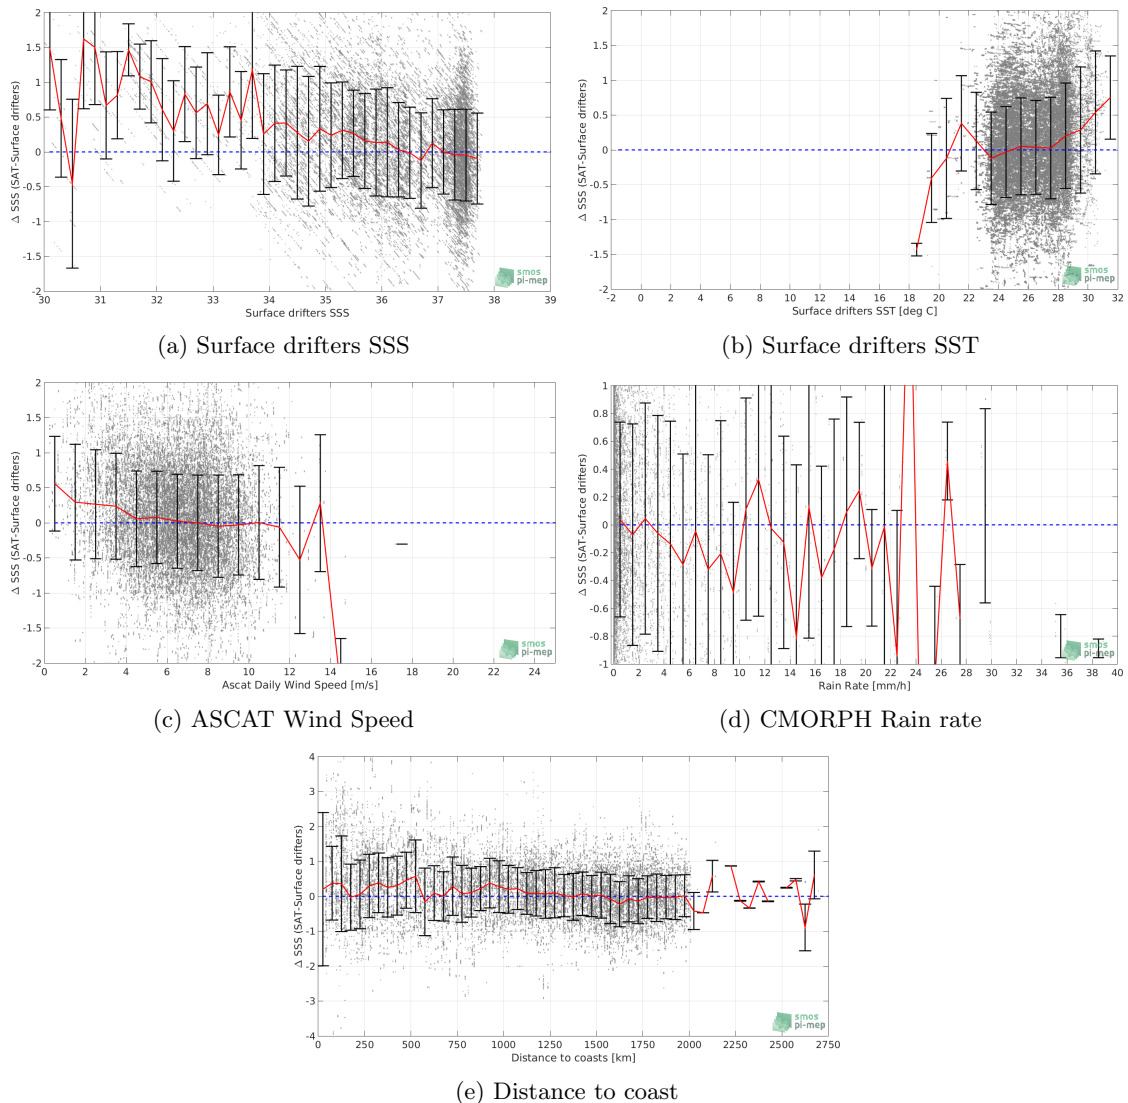 2
1.5
1
0.5
0
-0.5
-1
-1.5
-2
Δ SSS (SAT-Surface drifters)
30 31 32 33 34 35 36 37 38 39
Surface drifters SSS
smos
pi-mep
(a) Surface drifters SSS
2
1.5
1
0.5
0
-0.5
-1
-1.5
-2
Δ SSS (SAT-Surface drifters)
-2 0 2 4 6 8 10 12 14 16 18 20 22 24 26 28 30 32
Surface drifters SST [deg C]
smos
pi-mep
(b) Surface drifters SST
2
1.5
1
0.5
0
-0.5
-1
-1.5
-2
Δ SSS (SAT-Surface drifters)
0 2 4 6 8 10 12 14 16 18 20 22 24
Ascat Daily Wind Speed [m/s]
smos
pi-mep
(c) ASCAT Wind Speed
1
0.8
0.6
0.4
0.2
0
-0.2
-0.4
-0.6
-0.8
-1
Δ SSS (SAT-Surface drifters)
0 2 4 6 8 10 12 14 16 18 20 22 24 26 28 30 32 34 36 38 40
Rain Rate [mm/h]
smos
pi-mep
(d) CMORPH Rain rate
4
3
2
1
0
-1
-2
-3
-4
Δ SSS (SAT-Surface drifters)
0 250 500 750 1000 1250 1500 1750 2000 2250 2500 2750
Distance to coasts [km]
smos
pi-mep
(e) Distance to coast